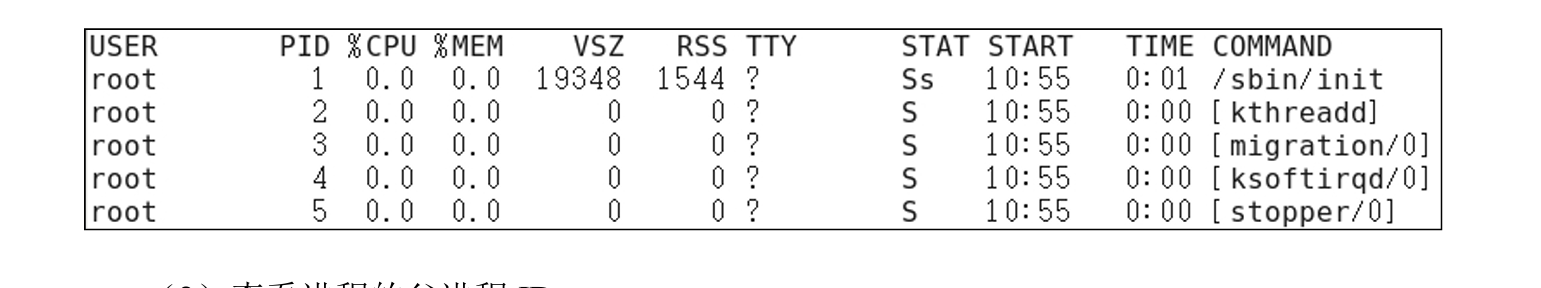 USER PID %CPU %MEM VSZ RSS TTY STAT START TIME COMMAND
root 1 0.0 0.0 19348 1544 ? Ss 10:55 0:01 /sbin/init
root 2 0.0 0.0 0 0 ? S 10:55 0:00 [kthreadd]
root 3 0.0 0.0 0 0 ? S 10:55 0:00 [migration/0]
root 4 0.0 0.0 0 0 ? S 10:55 0:00 [ksoftirqd/0]
root 5 0.0 0.0 0 0 ? S 10:55 0:00 [stopper/0]
查看进程的父进程 ID